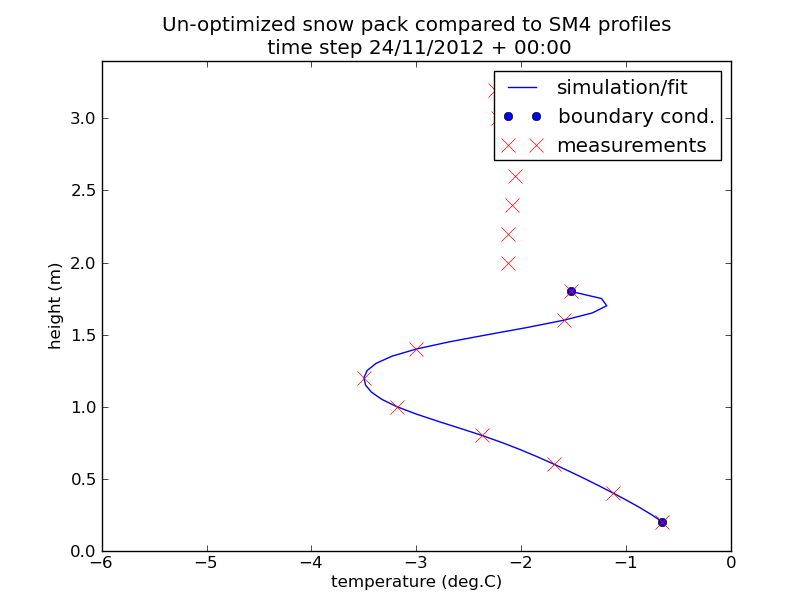 Un-optimized snow pack compared to SM4 profiles
time step 24/11/2012 + 00:00
simulation/fit
boundary cond.
measurements
3.0
2.5
2.0
1.5
1.0
0.5
0.0
height (m)
−6 −5 −4 −3 −2 −1 0
temperature (deg.C)